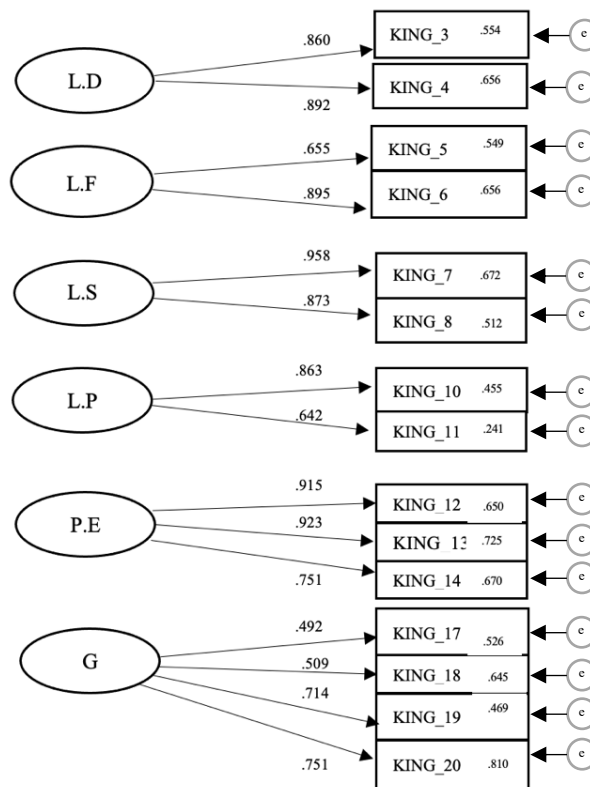 .860
KING_3 .554 e
L.D
KING_4 .656 e
.892
.655
KING_5 .549 e
L.F
.895
KING_6 .656 e
.958
KING_7 .672 e
L.S
.873
KING_8 .512 e
.863
KING_10 .455 e
L.P
.642
KING_11 .241 e
.915
KING_12 .650 e
P.E
.923
KING_13 .725 e
.751
KING_14 .670 e
.492
KING_17 .526 e
G
.509
KING_18 .645 e
.714
KING_19 .469 e
.751
KING_20 .810 e